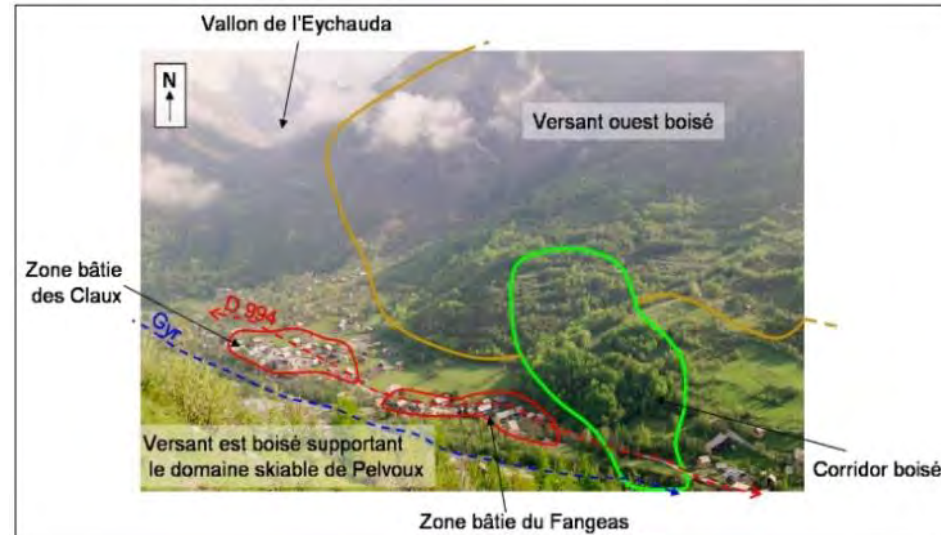 Vallon de l'Eychauda
N
Versant ouest boisé
Zone bâtie
des Claux
D 994
Gyr
Versant est boisé supportant
le domaine skiable de Pelvoux
Corridor boisé
Zone bâtie du Fangeas